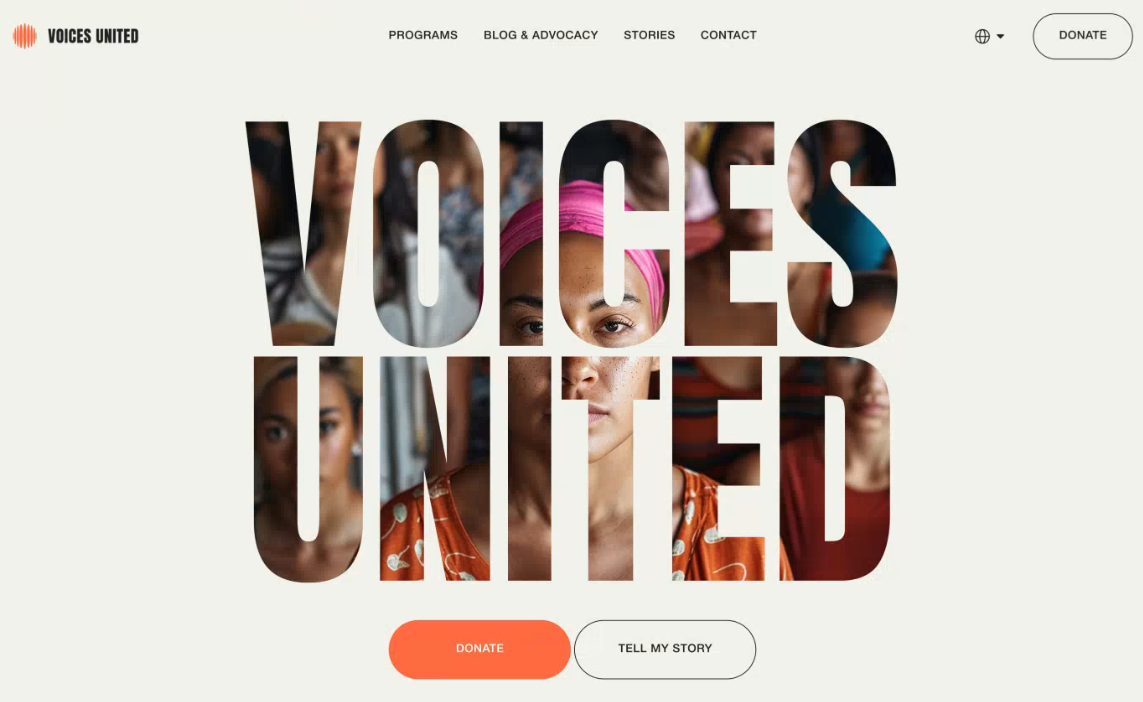 VOICES UNITED
PROGRAMS
BLOG & ADVOCACY
STORIES
CONTACT
DONATE
VOICES
UNITED
DONATE
TELL MY STORY